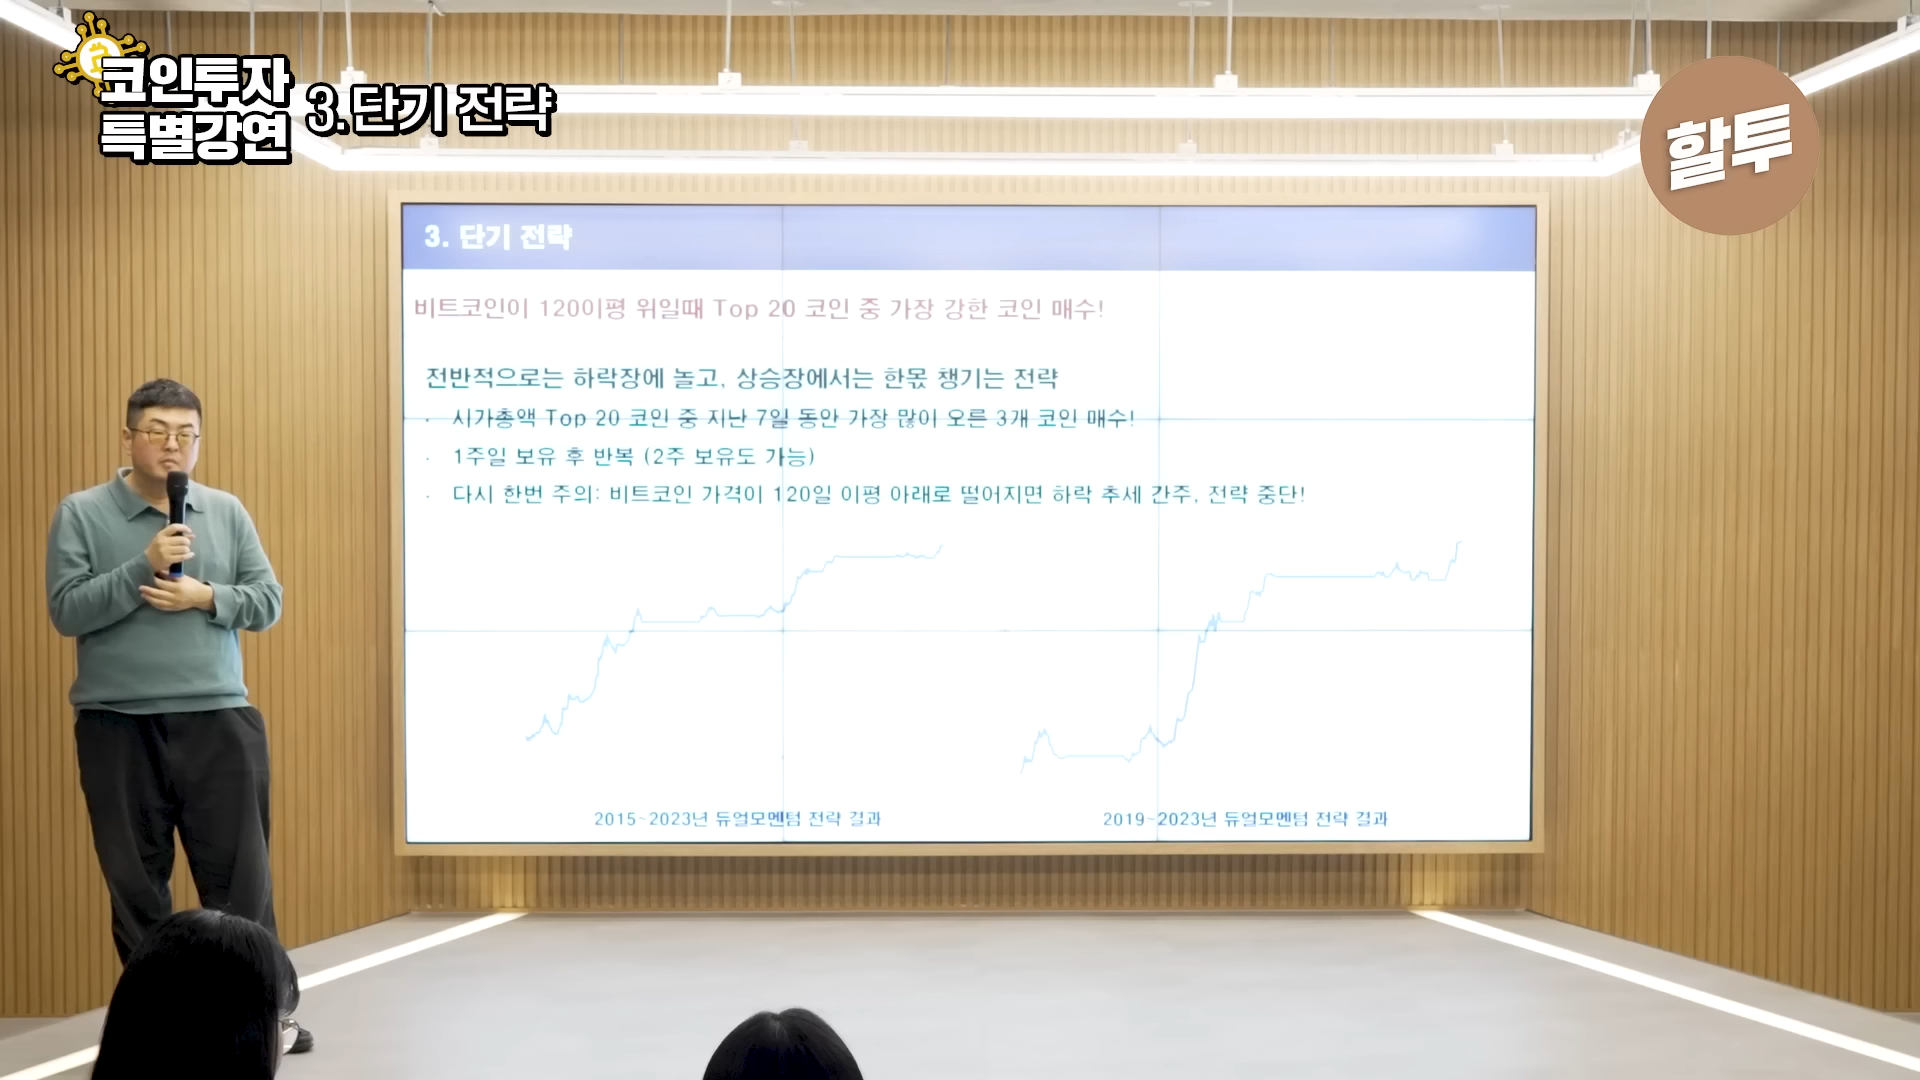 코인투자
특별강연
3.단기 전략
할투
3. 단기 전략
비트코인이 120이평 위일때 Top 20 코인 중 가장 강한 코인 매수!
전반적으로는 하락장에 놀고, 상승장에서는 한몫 챙기는 전략
· 시가총액 Top 20 코인 중 지난 7일 동안 가장 많이 오른 3개 코인 매수!
· 1주일 보유 후 반복 (2주 보유도 가능)
· 다시 한번 주의: 비트코인 가격이 120일 이평 아래로 떨어지면 하락 추세 간주, 전략 중단!
2015~2023년 듀얼모멘텀 전략 결과
2019~2023년 듀얼모멘텀 전략 결과